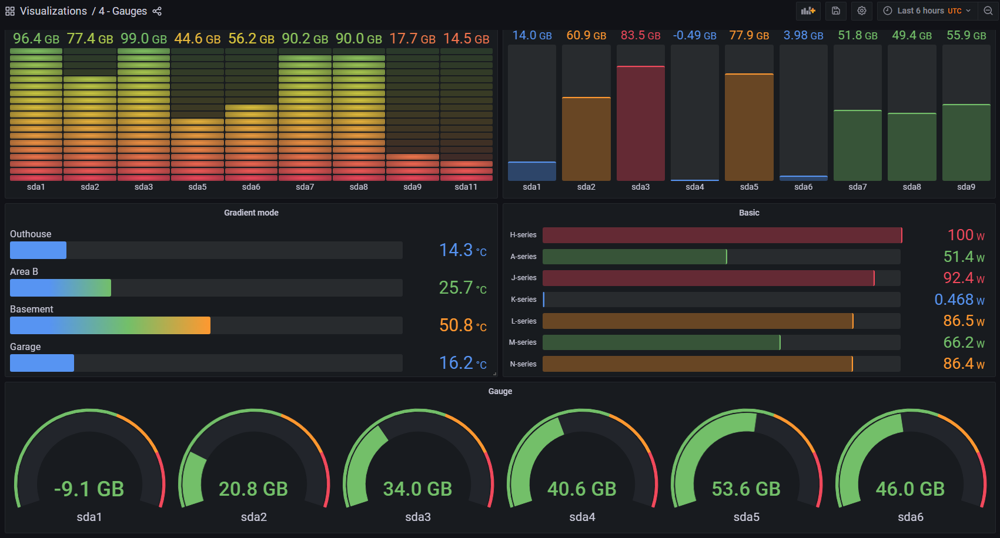 Visualizations / 4 - Gauges
Last 6 hours UTC
96.4 GB 77.4 GB 99.0 GB 44.6 GB 56.2 GB 90.2 GB 90.0 GB 17.7 GB 14.5 GB
sda1 sda2 sda3 sda5 sda6 sda7 sda8 sda9 sda11
14.0 GB 60.9 GB 83.5 GB -0.49 GB 77.9 GB 3.98 GB 51.8 GB 49.4 GB 55.9 GB
sda1 sda2 sda3 sda4 sda5 sda6 sda7 sda8 sda9
Gradient mode
Outhouse
14.3 °C
Area B
25.7 °C
Basement
50.8 °C
Garage
16.2 °C
Basic
H-series 100 W
A-series 51.4 W
J-series 92.4 W
K-series 0.468 W
L-series 86.5 W
M-series 66.2 W
N-series 86.4 W
Gauge
-9.1 GB 20.8 GB 34.0 GB 40.6 GB 53.6 GB 46.0 GB
sda1 sda2 sda3 sda4 sda5 sda6